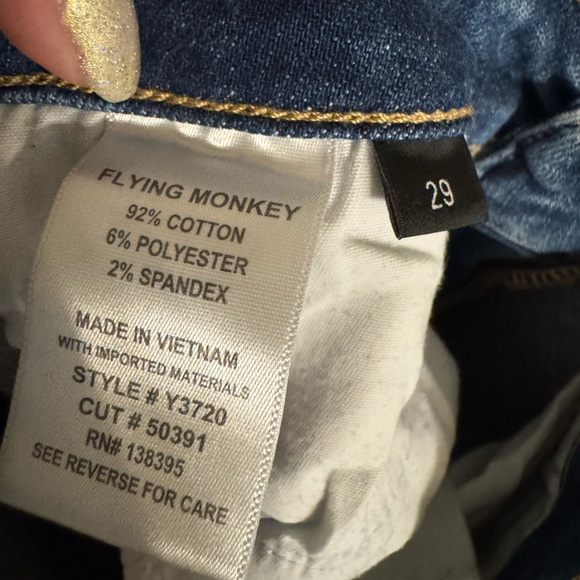 FLYING MONKEY
92% COTTON
6% POLYESTER
2% SPANDEX
MADE IN VIETNAM
WITH IMPORTED MATERIALS
STYLE # Y3720
CUT # 50391
RN# 138395
SEE REVERSE FOR CARE
29